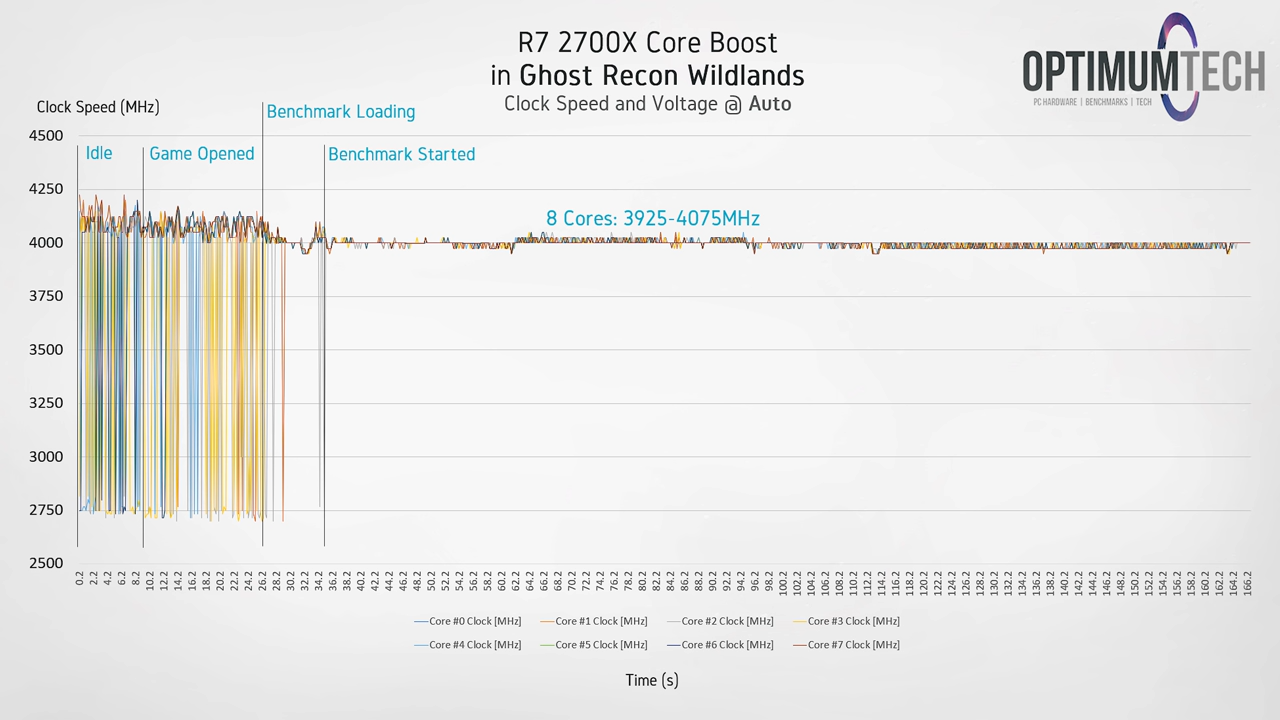 R7 2700X Core Boost
in Ghost Recon Wildlands
Clock Speed and Voltage @ Auto
OPTIMUMTECH
PC HARDWARE | BENCHMARKS | TECH
Clock Speed (MHz)
Benchmark Loading
4500
Idle
Game Opened
Benchmark Started
4250
8 Cores: 3925-4075MHz
4000
3750
3500
3250
3000
2750
2500
0.2 2.2 4.2 6.2 8.2 10.2 12.2 14.2 16.2 18.2 20.2 22.2 24.2 26.2 28.2 30.2 32.2 34.2 36.2 38.2 40.2 42.2 44.2 46.2 48.2 50.2 52.2 54.2 56.2 58.2 60.2 62.2 64.2 66.2 68.2 70.2 72.2 74.2 76.2 78.2 80.2 82.2 84.2 86.2 88.2 90.2 92.2 94.2 96.2 98.2 100.2 102.2 104.2 106.2 108.2 110.2 112.2 114.2 116.2 118.2 120.2 122.2 124.2 126.2 128.2 130.2 132.2 134.2 136.2 138.2 140.2 142.2 144.2 146.2 148.2 150.2 152.2 154.2 156.2 158.2 160.2 162.2 164.2 166.2
Core #0 Clock [MHz] Core #1 Clock [MHz] Core #2 Clock [MHz] Core #3 Clock [MHz]
Core #4 Clock [MHz] Core #5 Clock [MHz] Core #6 Clock [MHz] Core #7 Clock [MHz]
Time (s)